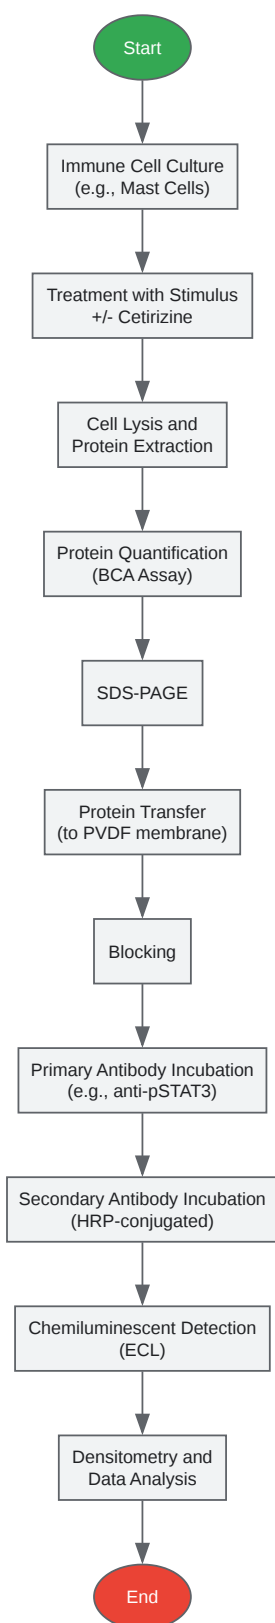 Start
Immune Cell Culture
(e.g., Mast Cells)
Treatment with Stimulus
+/- Cetirizine
Cell Lysis and
Protein Extraction
Protein Quantification
(BCA Assay)
SDS-PAGE
Protein Transfer
(to PVDF membrane)
Blocking
Primary Antibody Incubation
(e.g., anti-pSTAT3)
Secondary Antibody Incubation
(HRP-conjugated)
Chemiluminescent Detection
(ECL)
Densitometry and
Data Analysis
End